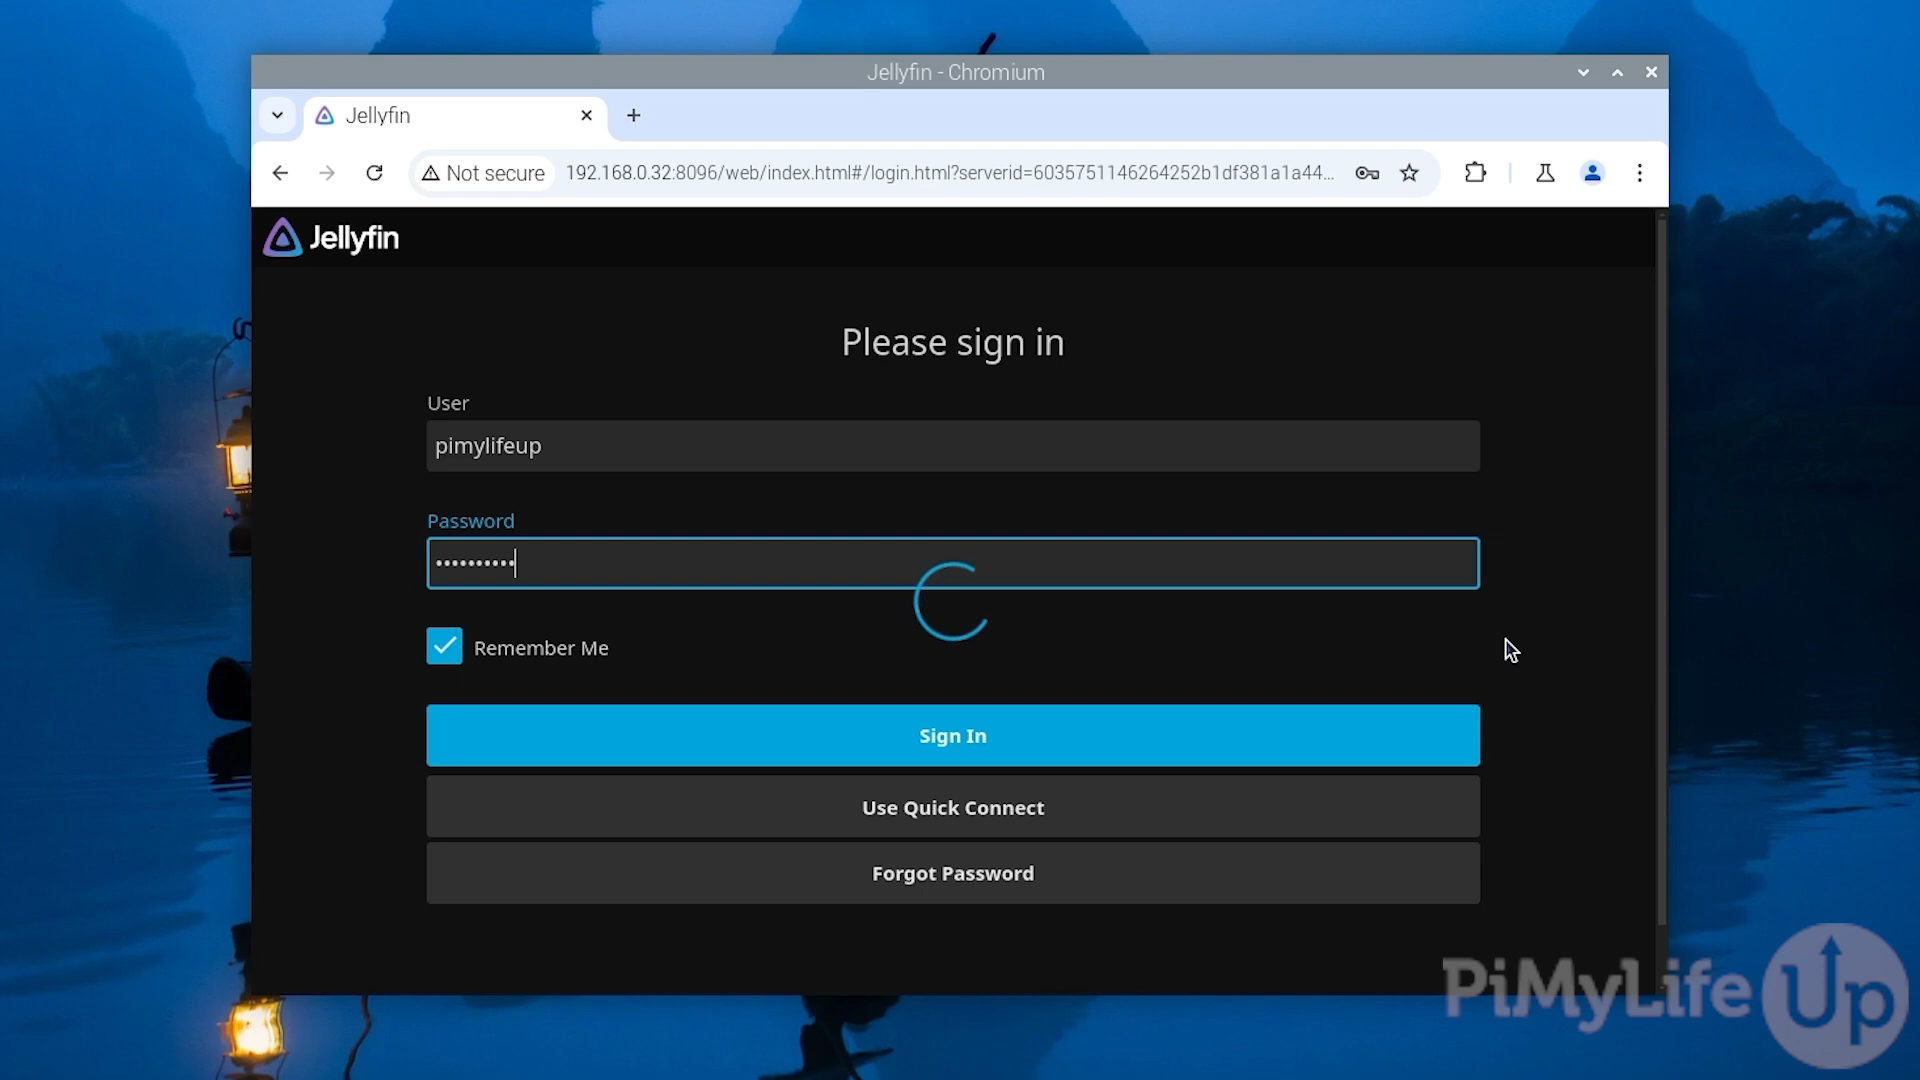 Jellyfin - Chromium
Jellyfin
Not secure
192.168.0.32:8096/web/index.html#/login.html?serverid=6035751146264252b1df381a1a44...
Jellyfin
Please sign in
User
pimylifeup
Password
••••••••••
Remember Me
Sign In
Use Quick Connect
Forgot Password
PiMyLifeUp